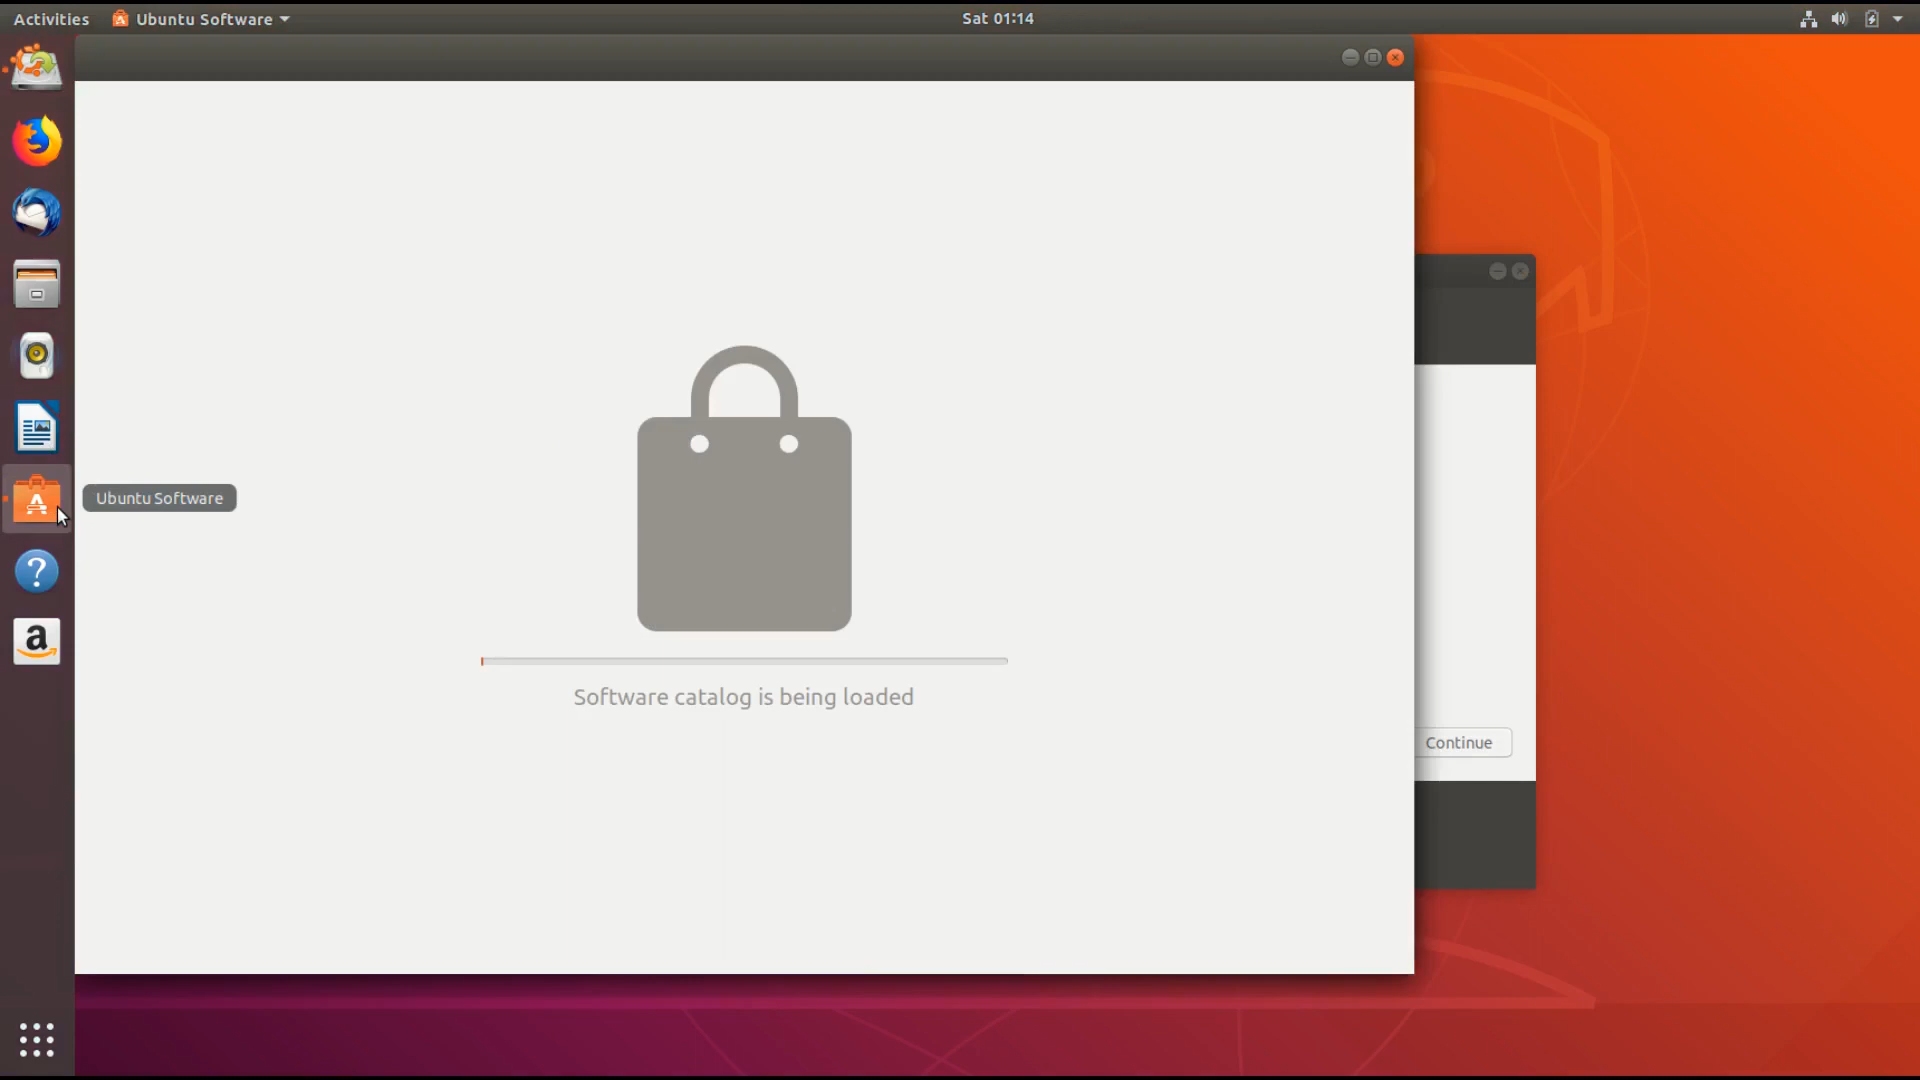 Activities
Ubuntu Software
Sat 01:14
Ubuntu Software
Software catalog is being loaded
Continue